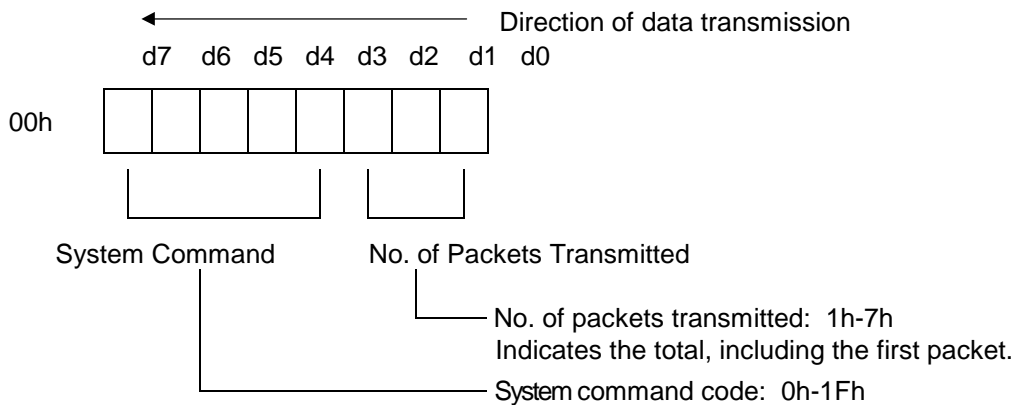 Direction of data transmission
d7 d6 d5 d4 d3 d2 d1 d0
00h
System Command No. of Packets Transmitted
No. of packets transmitted: 1h-7h
Indicates the total, including the first packet.
System command code: 0h-1Fh